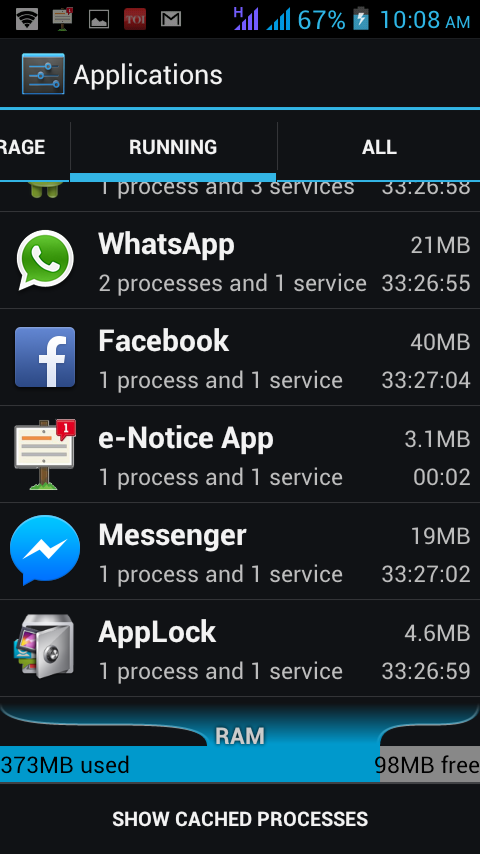 TOI
H
67%
10:08 AM
Applications
RAGE
RUNNING
ALL
1 process and 3 services 33:26:58
WhatsApp 21MB
2 processes and 1 service 33:26:55
Facebook 40MB
1 process and 1 service 33:27:04
1
e-Notice App 3.1MB
1 process and 1 service 00:02
Messenger 19MB
1 process and 1 service 33:27:02
AppLock 4.6MB
1 process and 1 service 33:26:59
RAM
373MB used 98MB free
SHOW CACHED PROCESSES